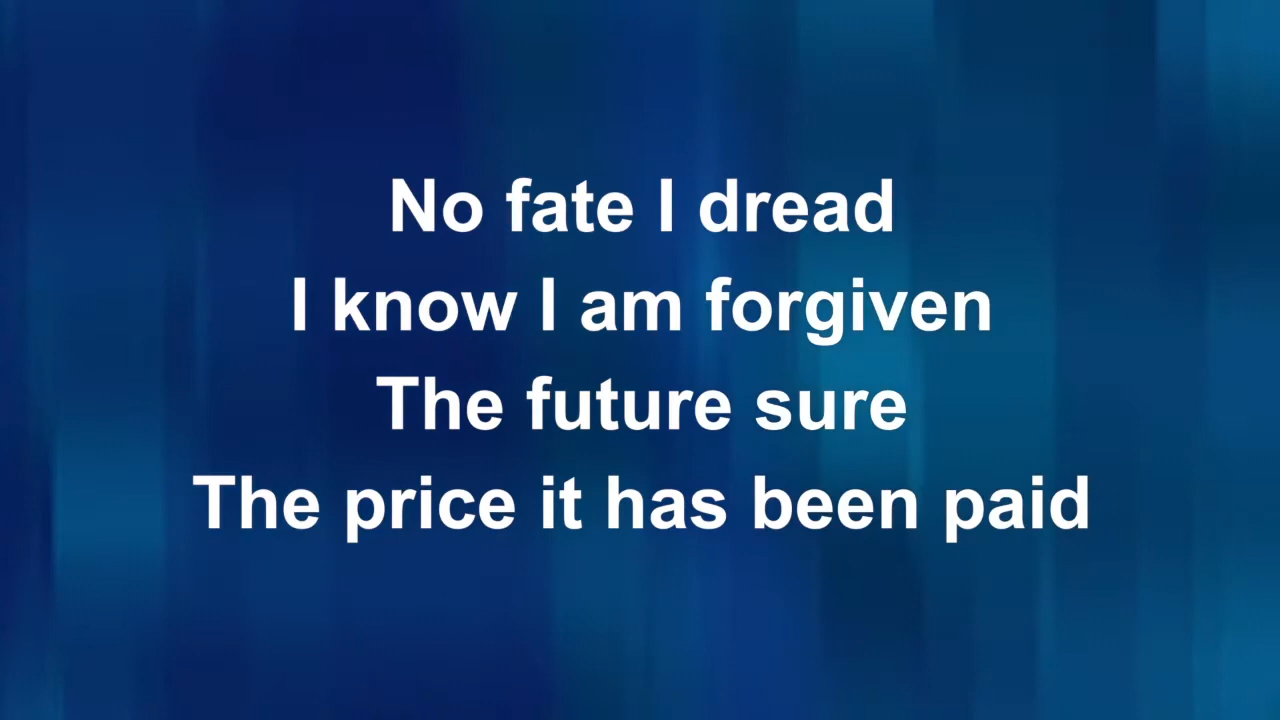 No fate I dread
I know I am forgiven
The future sure
The price it has been paid